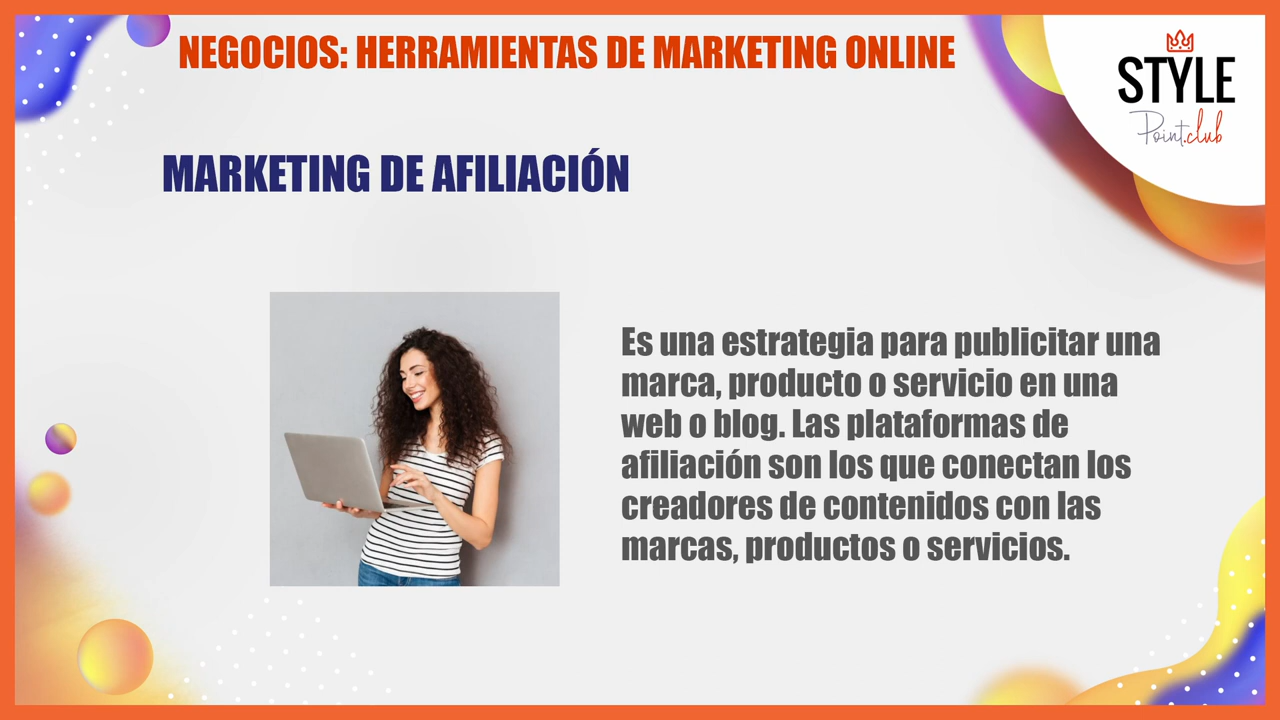 NEGOCIOS: HERRAMIENTAS DE MARKETING ONLINE
STYLE
Point.club
MARKETING DE AFILIACIÓN
Es una estrategia para publicitar una
marca, producto o servicio en una
web o blog. Las plataformas de
afiliación son los que conectan los
creadores de contenidos con las
marcas, productos o servicios.